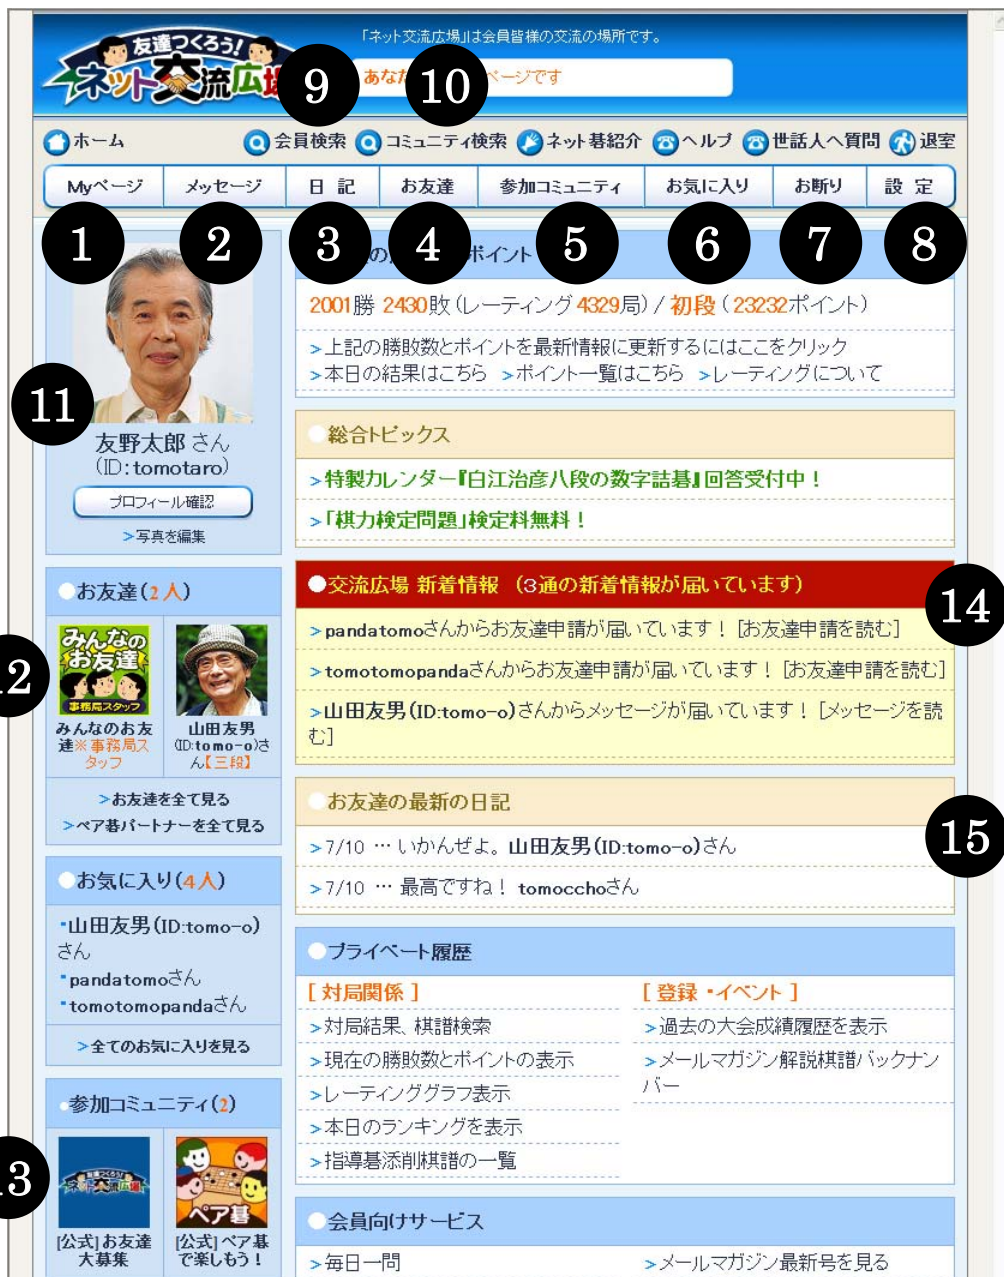 友達つくろう!
ネット交流広場
「ネット交流広場」は会員皆様の交流の場所です。
あなた ページです
9
10
ホーム
会員検索
コミュニティ検索
ネット碁紹介
ヘルプ
世話人へ質問
退室
Myページ
メッセージ
日 記
お友達
参加コミュニティ
お気に入り
お断り
設 定
1
2
3
4
5
6
7
8
ポイント
2001勝 2430敗(レーティング 4329局) / 初段 ( 23232ポイント)
>上記の勝敗数とポイントを最新情報に更新するにはここをクリック
>本日の結果はこちら >ポイント一覧はこちら >レーティングについて
11
友野太郎 さん
(ID:tomotaro)
プロフィール確認
>写真を編集
総合トピックス
>特製カレンダー『白江治彦八段の数字詰碁』回答受付中!
>「棋力検定問題」検定料無料!
●交流広場 新着情報 (3通の新着情報が届いています)
14
>pandatomoさんからお友達申請が届いています! [お友達申請を読む]
>tomotomopandaさんからお友達申請が届いています! [お友達申請を読む]
>山田友男(ID:tomo-o)さんからメッセージが届いています! [メッセージを読
む]
お友達(2人)
12
みんなの
お友達
事務局スタッフ
みんなのお友
達※事務局ス
タッフ
山田友男
(ID:tomo-o)さ
ん【三段】
>お友達を全て見る
>ペア碁パートナーを全て見る
お友達の最新の日記
15
>7/10 … いかんぜよ。 山田友男(ID:tomo-o)さん
>7/10 … 最高ですね! tomocchoさん
お気に入り(4人)
・山田友男(ID:tomo-o)
さん
・pandatomoさん
・tomotomopandaさん
>全てのお気に入りを見る
プライベート履歴
[ 対局関係 ]
>対局結果、棋譜検索
>現在の勝敗数とポイントの表示
>レーティンググラフ表示
>本日のランキングを表示
>指導碁添削棋譜の一覧
[ 登録・イベント ]
>過去の大会成績履歴を表示
>メールマガジン解説棋譜バックナン
バー
参加コミュニティ(2)
13
友達つくろう!
ネット交流広場
ペア碁
[公式]お友達
大募集
[公式]ペア碁
で楽しもう!
会員向けサービス
>毎日一問
>メールマガジン最新号を見る